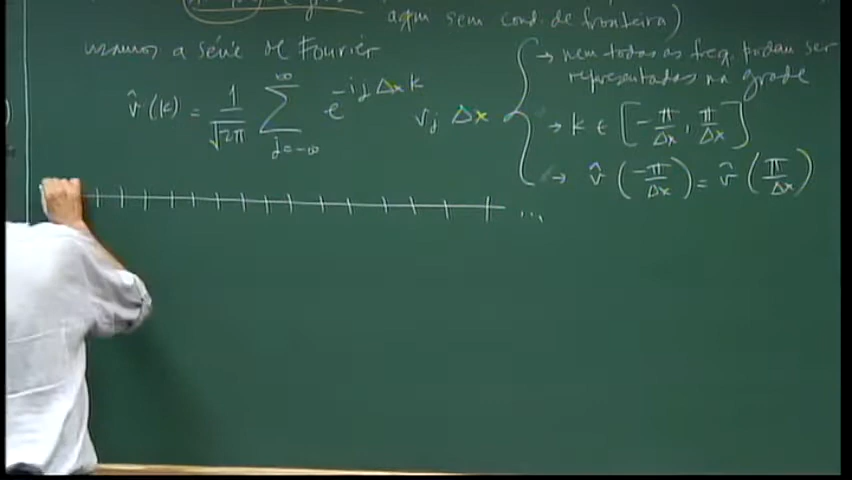 aqui sem cond. de fronteira)
usamos a série de Fourier
v̂(k) = 1/√2π ∑_{j=-∞}^{∞} e^{-ijΔxk} v_j Δx
→ nem todas as freq. podem ser
representadas na grade
→ k ∈ [-π/Δx, π/Δx]
→ v̂(-π/Δx) = v̂(π/Δx)
...